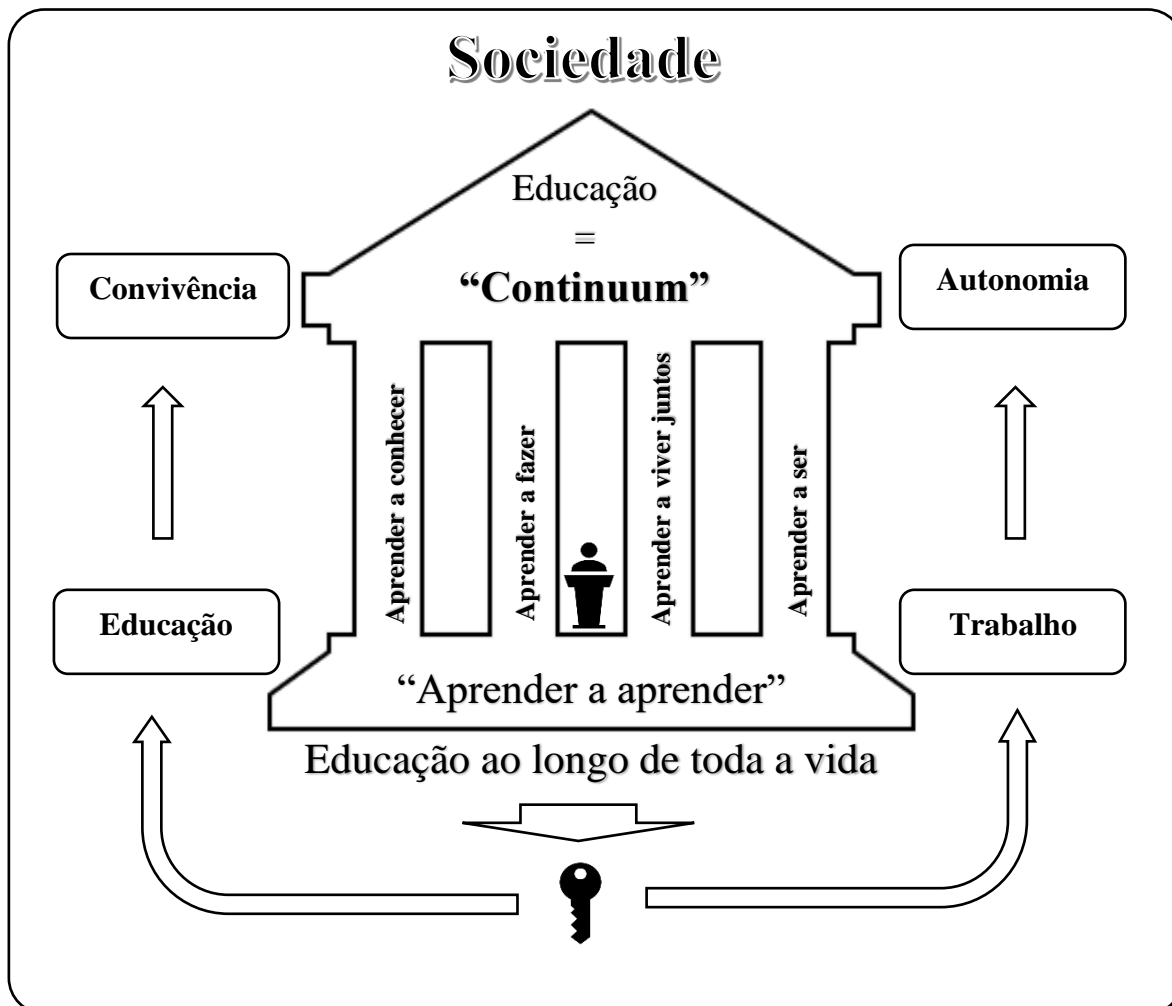 Sociedade
Educação
=
“Continuum”
Convivência
Autonomia
Aprender a conhecer
Aprender a fazer
Aprender a viver juntos
Aprender a ser
Educação
Trabalho
“Aprender a aprender”
Educação ao longo de toda a vida